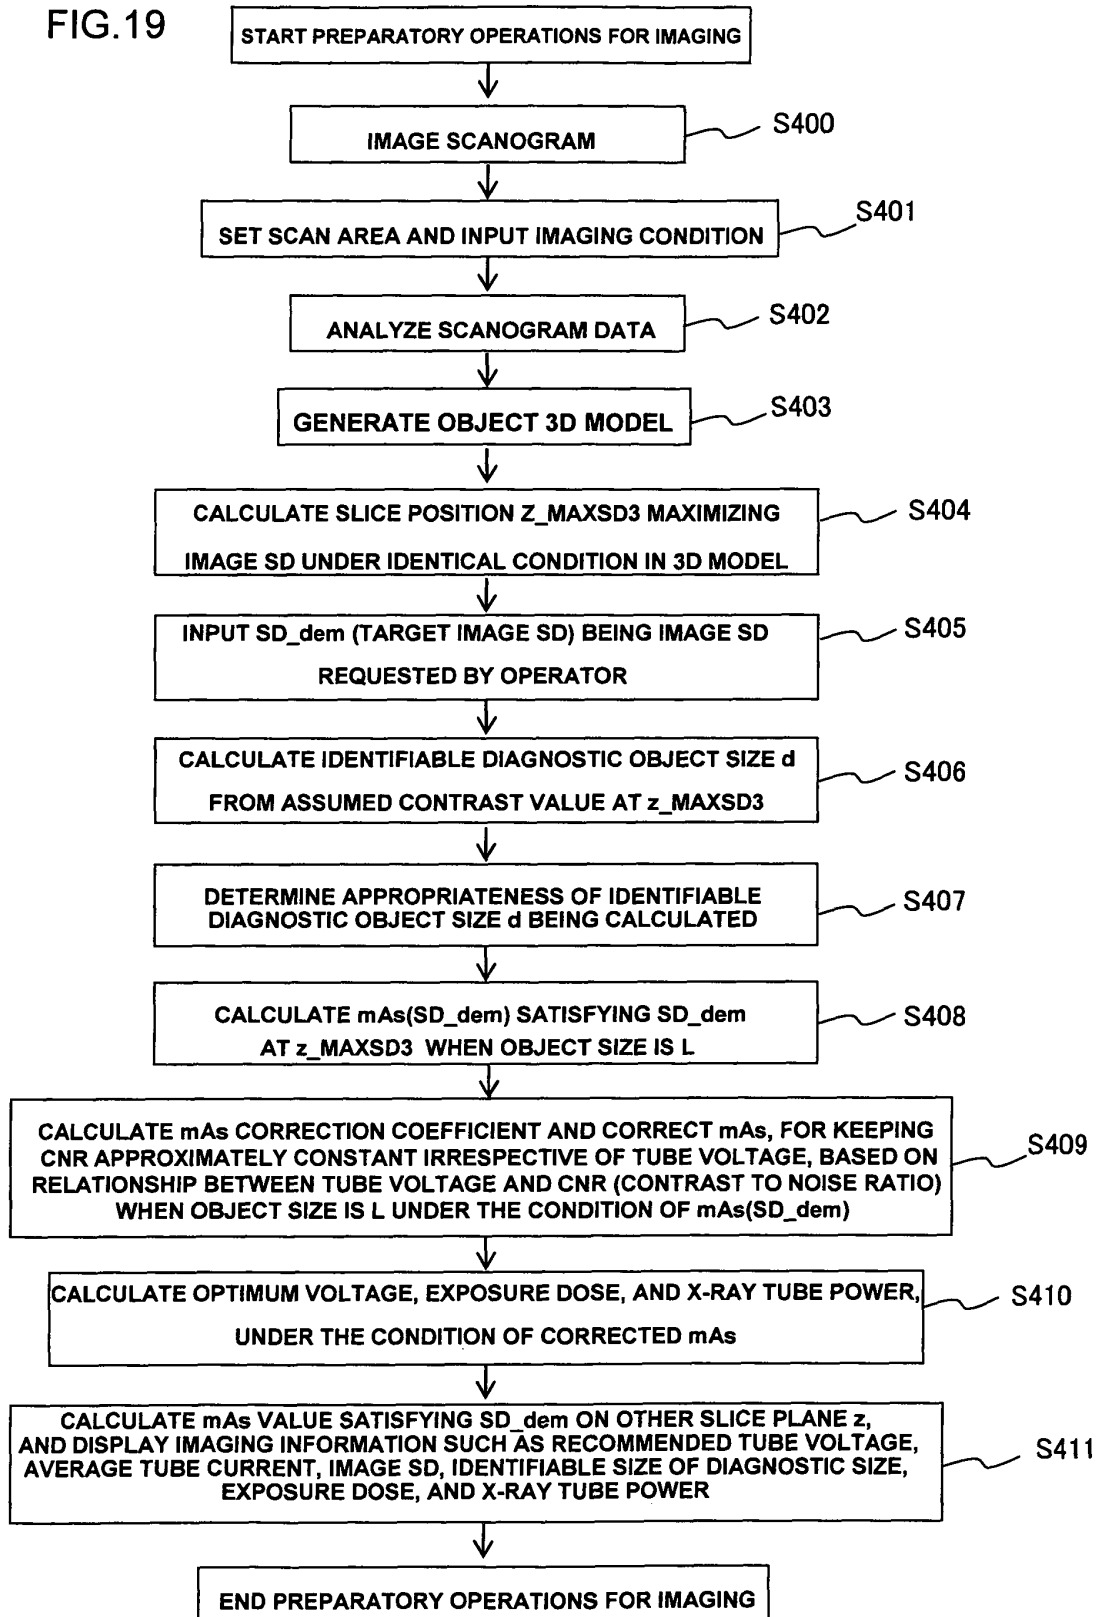 FIG.19
START PREPARATORY OPERATIONS FOR IMAGING
IMAGE SCANOGRAM
S400
SET SCAN AREA AND INPUT IMAGING CONDITION
S401
ANALYZE SCANOGRAM DATA
S402
GENERATE OBJECT 3D MODEL
S403
CALCULATE SLICE POSITION Z_MAXSD3 MAXIMIZING
IMAGE SD UNDER IDENTICAL CONDITION IN 3D MODEL
S404
INPUT SD_dem (TARGET IMAGE SD) BEING IMAGE SD
REQUESTED BY OPERATOR
S405
CALCULATE IDENTIFIABLE DIAGNOSTIC OBJECT SIZE d
FROM ASSUMED CONTRAST VALUE AT z_MAXSD3
S406
DETERMINE APPROPRIATENESS OF IDENTIFIABLE
DIAGNOSTIC OBJECT SIZE d BEING CALCULATED
S407
CALCULATE mAs(SD_dem) SATISFYING SD_dem
AT z_MAXSD3 WHEN OBJECT SIZE IS L
S408
CALCULATE mAs CORRECTION COEFFICIENT AND CORRECT mAs, FOR KEEPING
CNR APPROXIMATELY CONSTANT IRRESPECTIVE OF TUBE VOLTAGE, BASED ON
RELATIONSHIP BETWEEN TUBE VOLTAGE AND CNR (CONTRAST TO NOISE RATIO)
WHEN OBJECT SIZE IS L UNDER THE CONDITION OF mAs(SD_dem)
S409
CALCULATE OPTIMUM VOLTAGE, EXPOSURE DOSE, AND X-RAY TUBE POWER,
UNDER THE CONDITION OF CORRECTED mAs
S410
CALCULATE mAs VALUE SATISFYING SD_dem ON OTHER SLICE PLANE z,
AND DISPLAY IMAGING INFORMATION SUCH AS RECOMMENDED TUBE VOLTAGE,
AVERAGE TUBE CURRENT, IMAGE SD, IDENTIFIABLE SIZE OF DIAGNOSTIC SIZE,
EXPOSURE DOSE, AND X-RAY TUBE POWER
S411
END PREPARATORY OPERATIONS FOR IMAGING